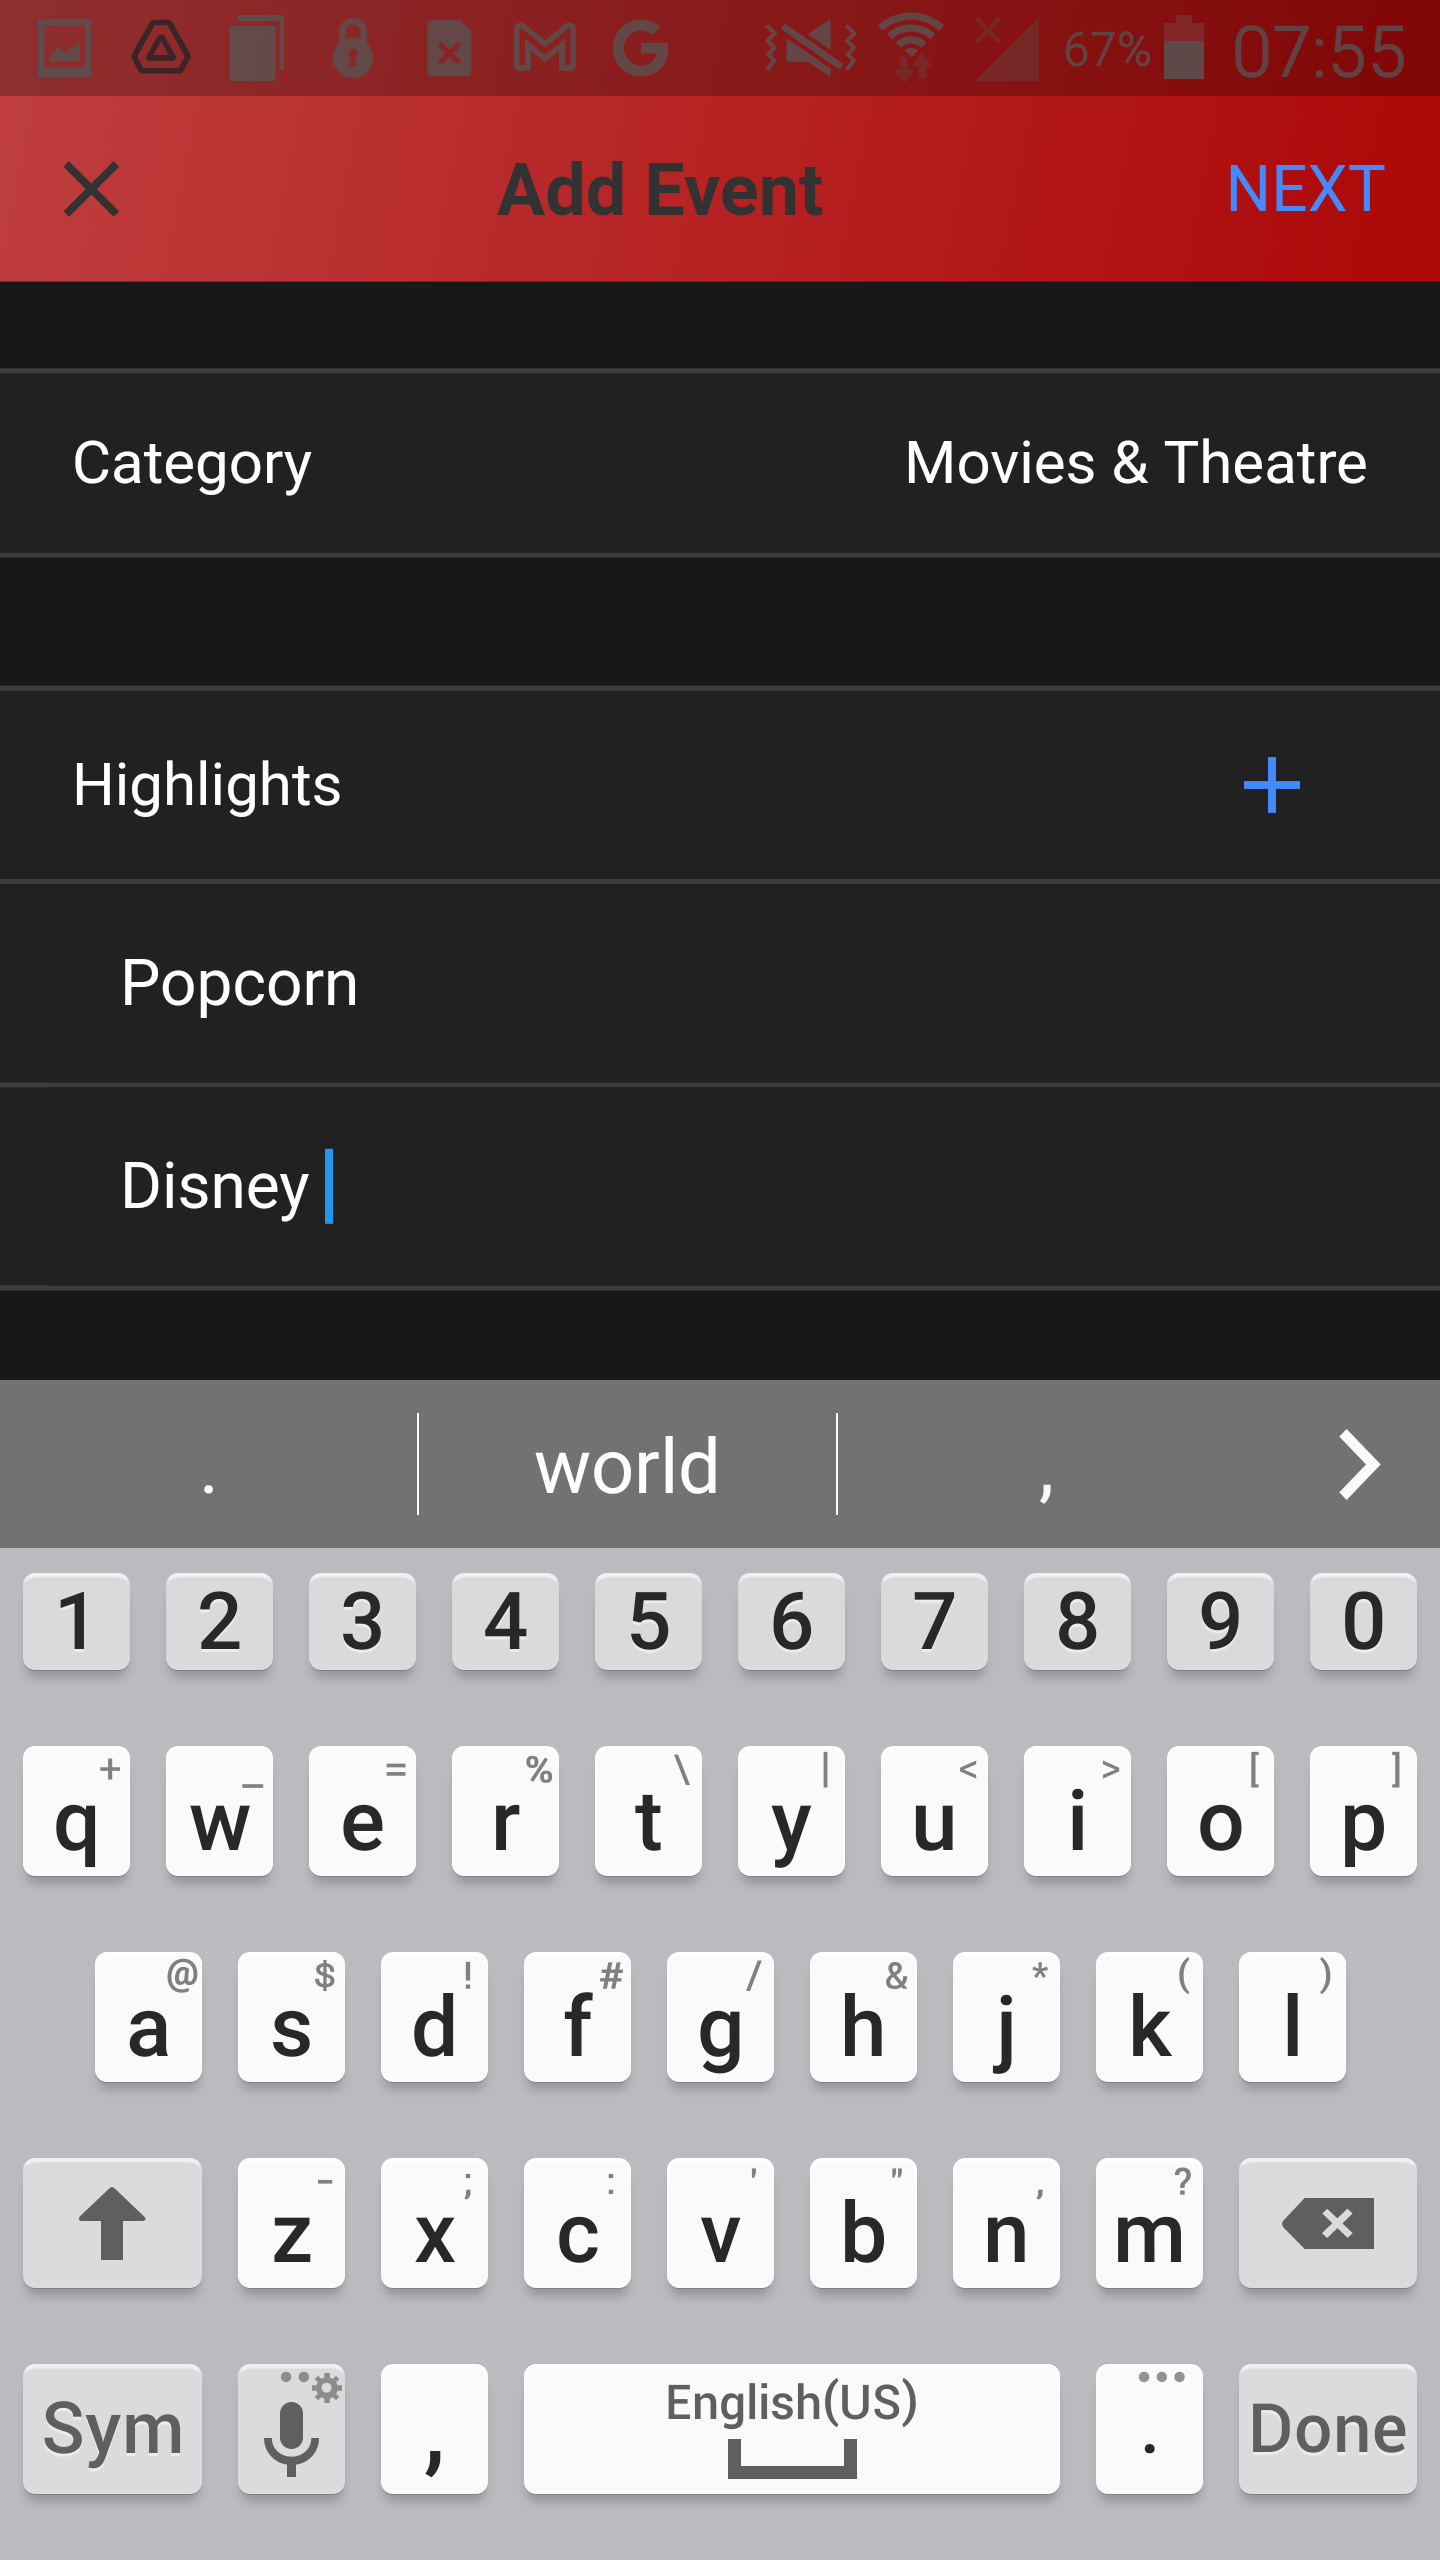 67% 07:55
Add Event NEXT
Category Movies & Theatre
Highlights +
Popcorn
Disney
. world ,
1 2 3 4 5 6 7 8 9 0
+ _ = % \ | < > [ ]
q w e r t y u i o p
@ $ ! # / & * ( )
a s d f g h j k l
- ; : ' " , ?
z x c v b n m
Sym , English(US) . Done